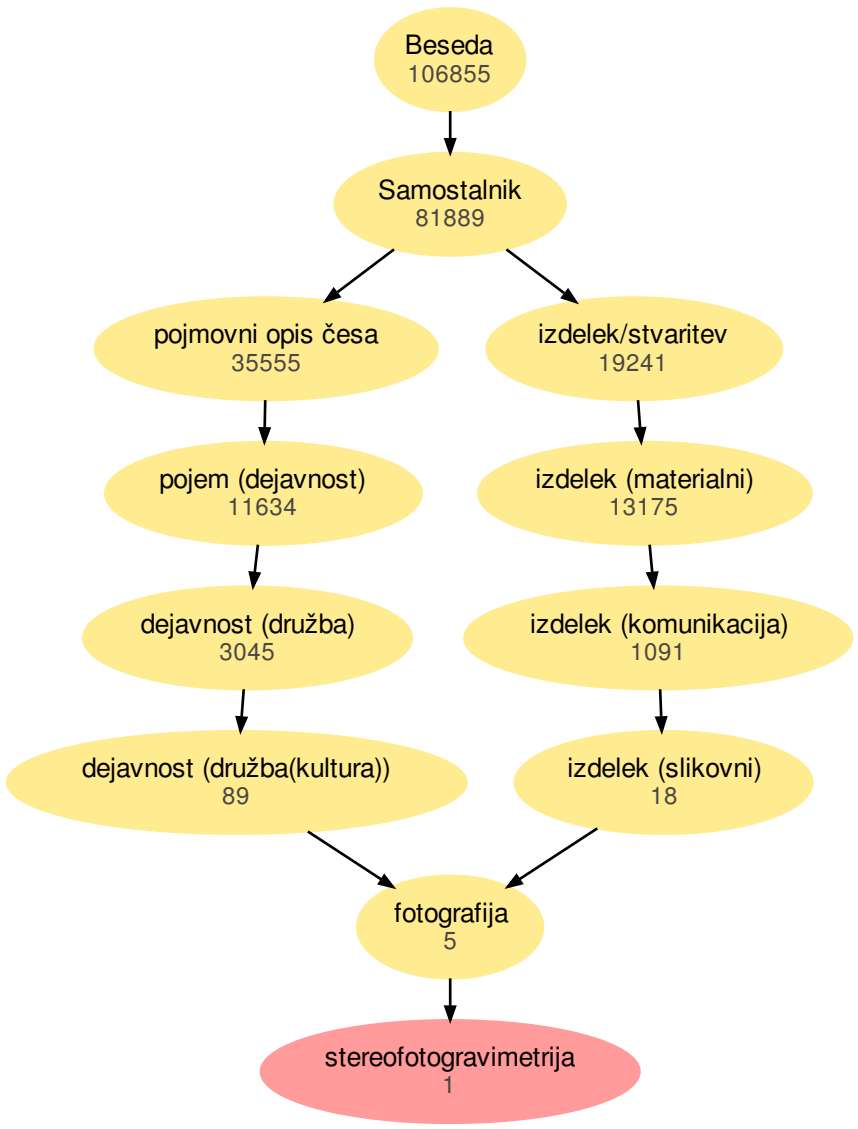 Beseda
106855
Samostalnik
81889
pojmovni opis česa
35555
izdelek/stvaritev
19241
pojem (dejavnost)
11634
izdelek (materialni)
13175
dejavnost (družba)
3045
izdelek (komunikacija)
1091
dejavnost (družba(kultura))
89
izdelek (slikovni)
18
fotografija
5
stereofotogravimetrija
1